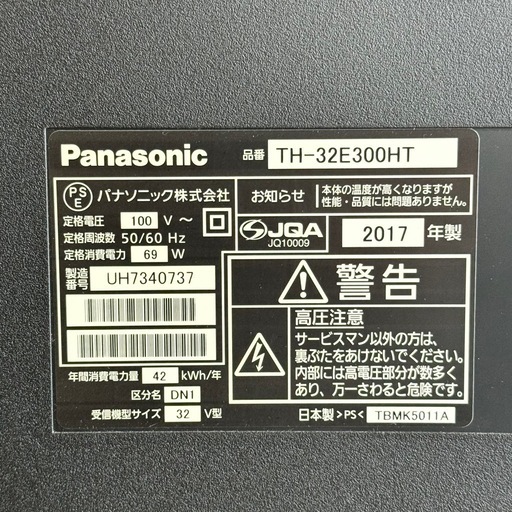 Panasonic
品番 TH-32E300HT
PSE パナソニック株式会社
定格電圧 100 V ～
定格周波数 50/60 Hz
定格消費電力 69 W
製造番号 UH7340737
年間消費電力量 42 kWh/年
区分名 DN1
受信機型サイズ 32 V型
お知らせ
本体の温度が高くなりますが
性能・品質には問題ありません。
JQA
JQ10009
2017 年製
警告
高圧注意
サービスマン以外の方は、
裏ぶたをあけないでください。
内部には高電圧部分が数多く
あり、万一さわると危険です。
日本製 >PS< TBMK5011A